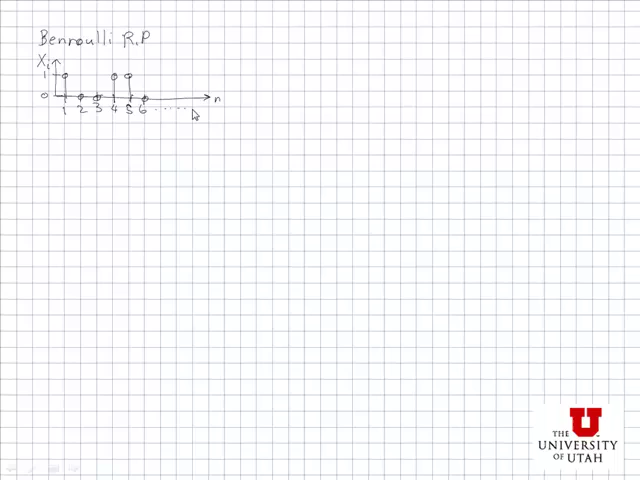 Benroulli R.P
Xi
1
0
n
1 2 3 4 5 6 ......
U
THE
UNIVERSITY
OF UTAH